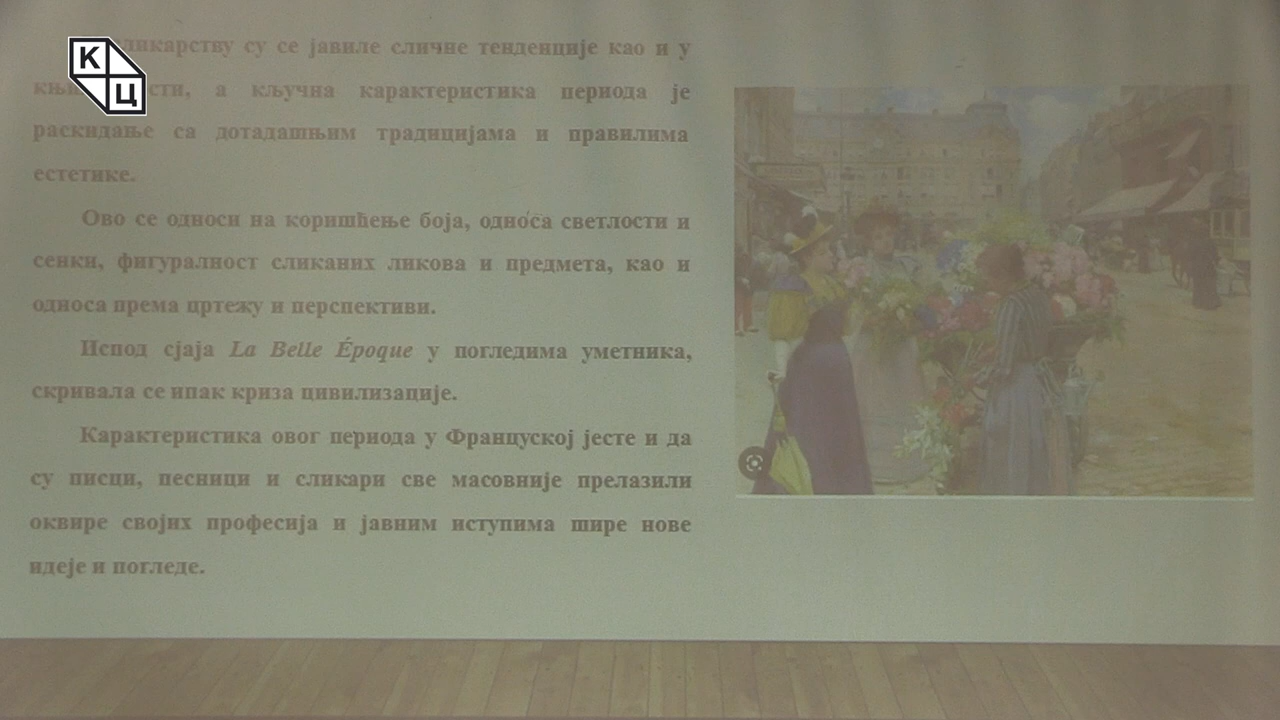 К
Ц
сликарству су се јавиле сличне тенденције као и у
сти, а кључна карактеристика периода је
раскидање са дотадашњим традицијама и правилима
естетике.
Ово се односи на коришћење боја, односа светлости и
сенки, фигуралност сликаних ликова и предмета, као и
односа према цртежу и перспективи.
Испод сјаја La Belle Époque у погледима уметника,
скривала се ипак криза цивилизације.
Карактеристика овог периода у Француској јесте и да
су писци, песници и сликари све масовније прелазили
оквире својих професија и јавним иступима шире нове
идеје и погледе.